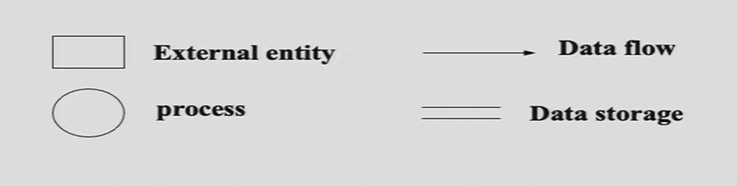 External entity
Data flow
process
Data storage